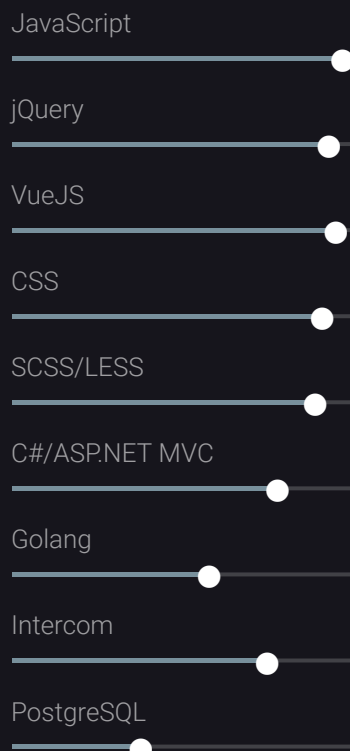 JavaScript
jQuery
VueJS
CSS
SCSS/LESS
C#/ASP.NET MVC
Golang
Intercom
PostgreSQL